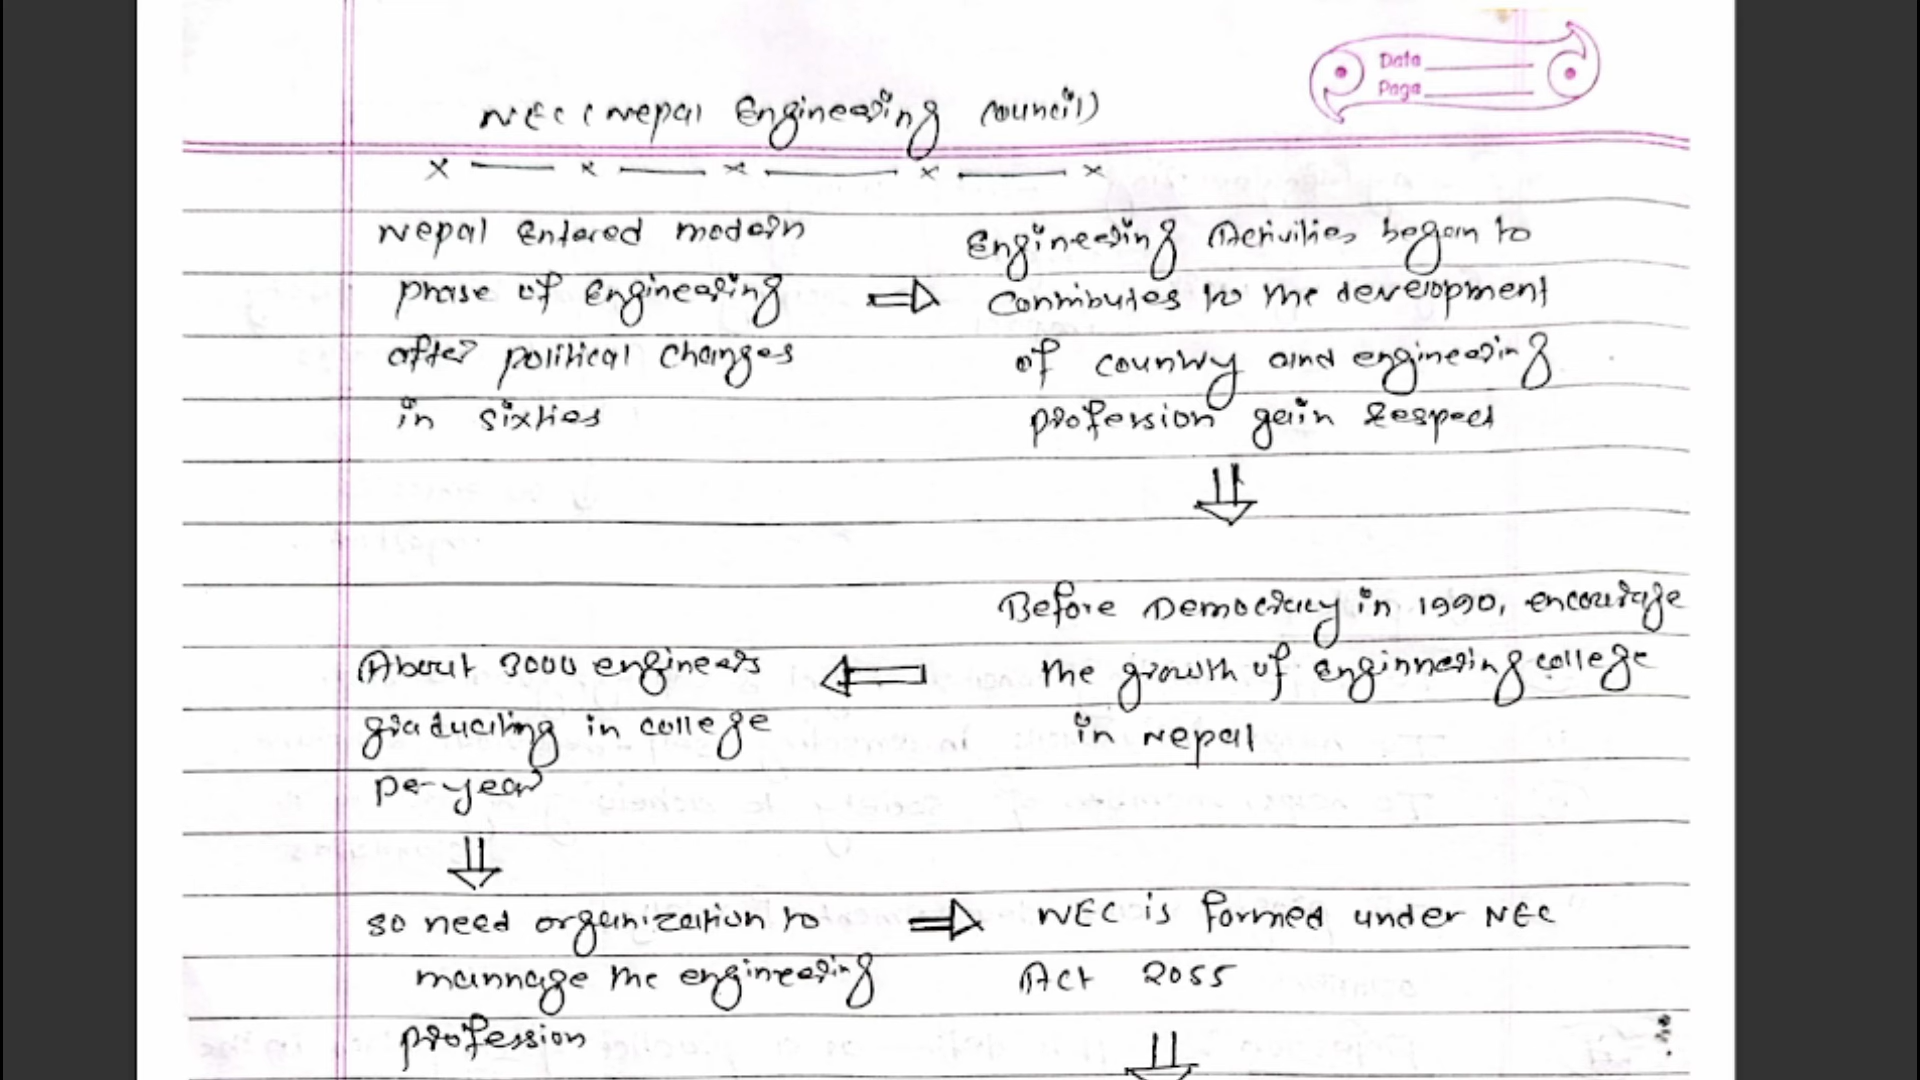 Data
Page
NEC (Nepal Engineering Council)
x — x — x — x — x
Nepal Entered modern
phase of Engineering
after political changes
in sixties
⇒
Engineering Activities began to
Contributes to the development
of country and engineering
profession gain respect
⇓
Before Democracy in 1990, encourage
the growth of enginnering college
in Nepal
⇐
About 3000 engineers
graduating in college
per year
⇓
so need organization to
mannage the engineering
profession
⇒
NEC is formed under NEC
Act 2055
⇓